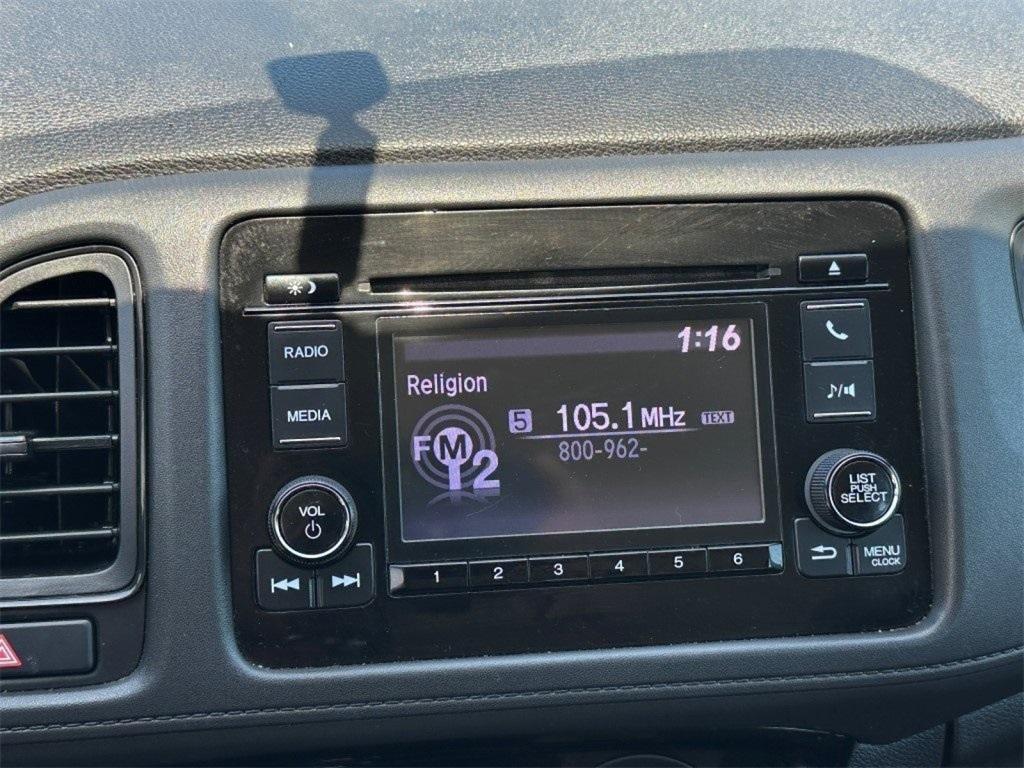 1:16
RADIO
MEDIA
Religion
FM
2
5 105.1 MHz TEXT
800-962-
VOL
LIST
PUSH
SELECT
MENU
CLOCK
1 2 3 4 5 6